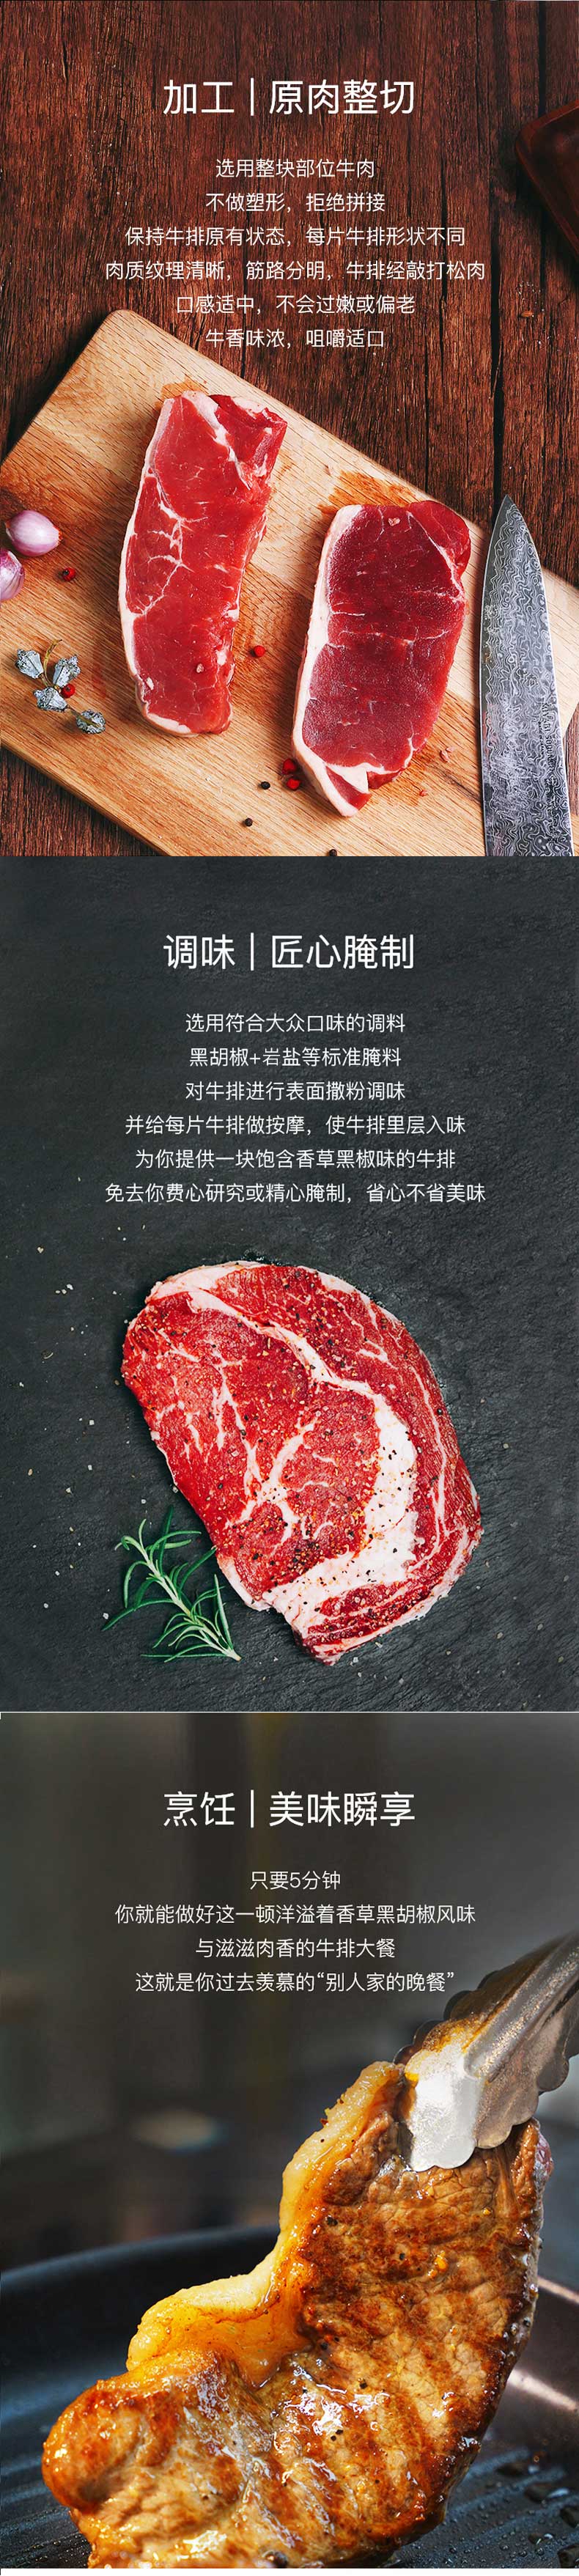 加工 | 原肉整切
选用整块部位牛肉
不做塑形，拒绝拼接
保持牛排原有状态，每片牛排形状不同
肉质纹理清晰，筋路分明，牛排经敲打松肉
口感适中，不会过嫩或偏老
牛香味浓，咀嚼适口
调味 | 匠心腌制
选用符合大众口味的调料
黑胡椒+岩盐等标准腌料
对牛排进行表面撒粉调味
并给每片牛排做按摩，使牛排里层入味
为你提供一块饱含香草黑椒味的牛排
免去你费心研究或精心腌制，省心不省美味
烹饪 | 美味瞬享
只要5分钟
你就能做好这一顿洋溢着香草黑胡椒风味
与滋滋肉香的牛排大餐
这就是你过去羡慕的“别人家的晚餐”